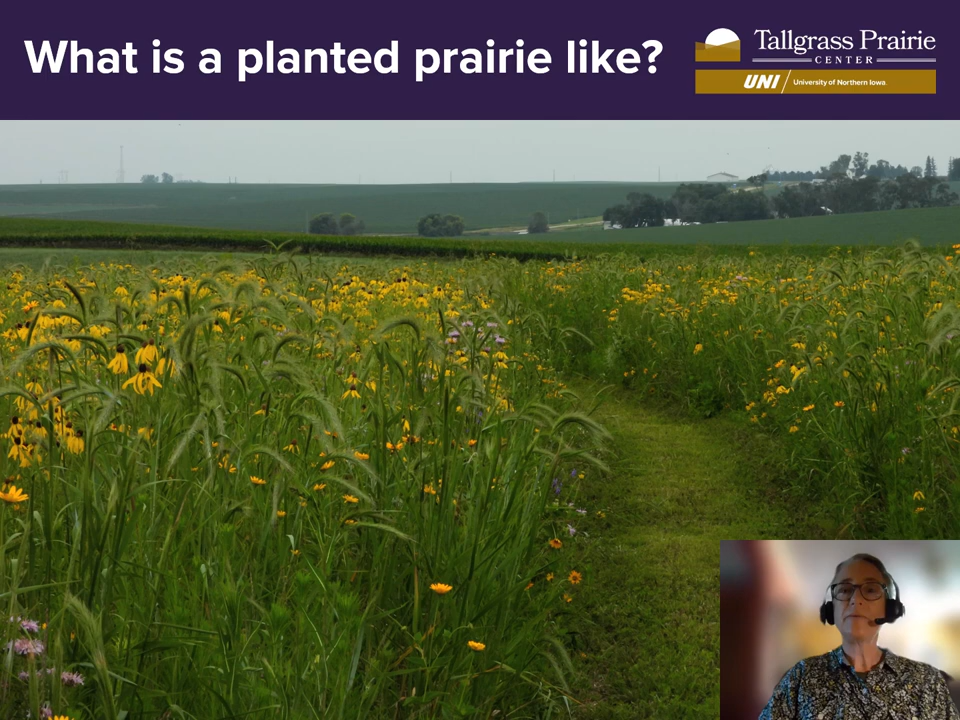 What is a planted prairie like?
Tallgrass Prairie
CENTER
UNI University of Northern Iowa